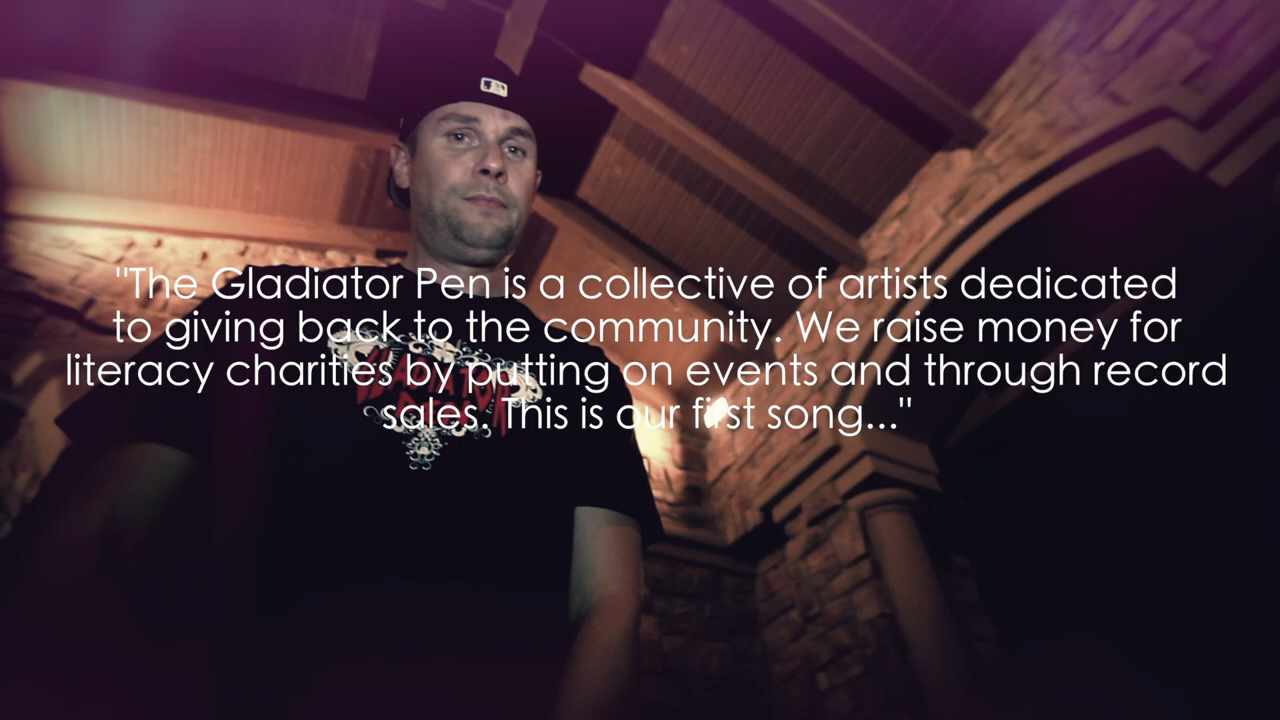 "The Gladiator Pen is a collective of artists dedicated
to giving back to the community. We raise money for
literacy charities by putting on events and through record
sales. This is our first song..."